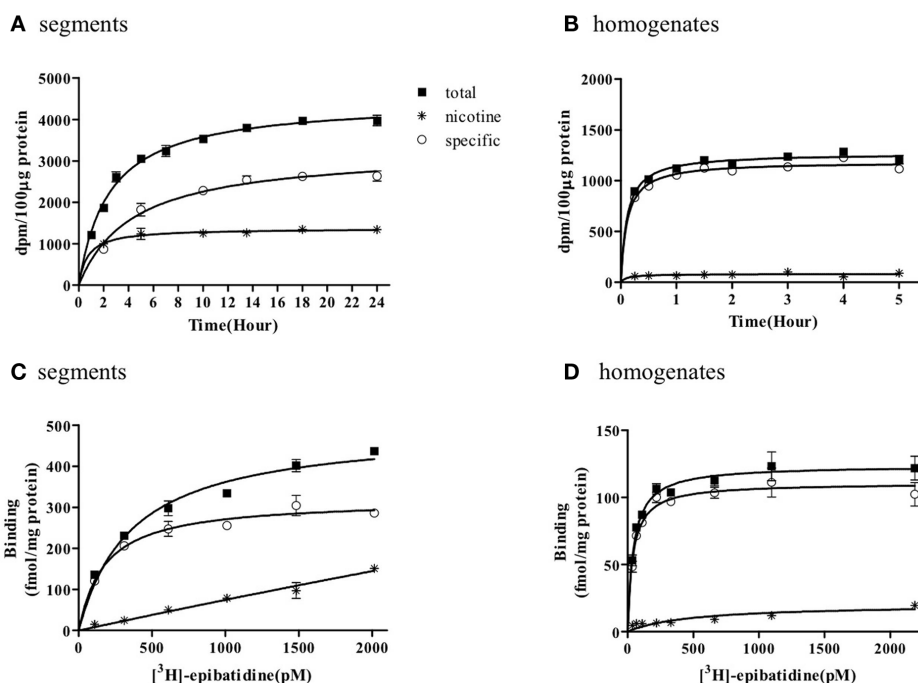 A segments
B homogenates
5000
4000
3000
2000
1000
0
dpm/100μg protein
0 2 4 6 8 10 12 14 16 18 20 22 24
Time(Hour)
total
nicotine
specific
2000
1500
1000
500
0
dpm/100μg protein
0 1 2 3 4 5
Time(Hour)
C segments
D homogenates
500
400
300
200
100
0
Binding
(fmol/mg protein)
0 500 1000 1500 2000
[³H]-epibatidine(pM)
150
100
50
0
Binding
(fmol/mg protein)
0 500 1000 1500 2000
[³H]-epibatidine(pM)